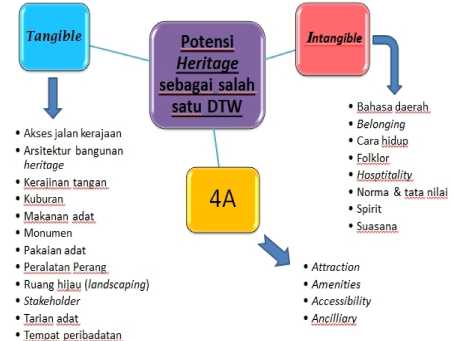 Tangible
Potensi
Heritage
sebagai salah
satu DTW
Intangible
• Akses jalan kerajaan
• Arsitektur bangunan
heritage
• Kerajinan tangan
• Kuburan
• Makanan adat
• Monumen
• Pakaian adat
• Peralatan Perang
• Ruang hijau (landscaping)
• Stakeholder
• Tarian adat
• Tempat peribadatan
4A
• Attraction
• Amenities
• Accessibility
• Ancilliary
• Bahasa daerah
• Belonging
• Cara hidup
• Folklor
• Hosptitality
• Norma & tata nilai
• Spirit
• Suasana